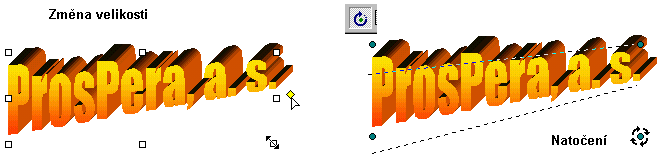 Změna velikosti
ProsPera, a. s.
ProsPera, a. s.
Natočení